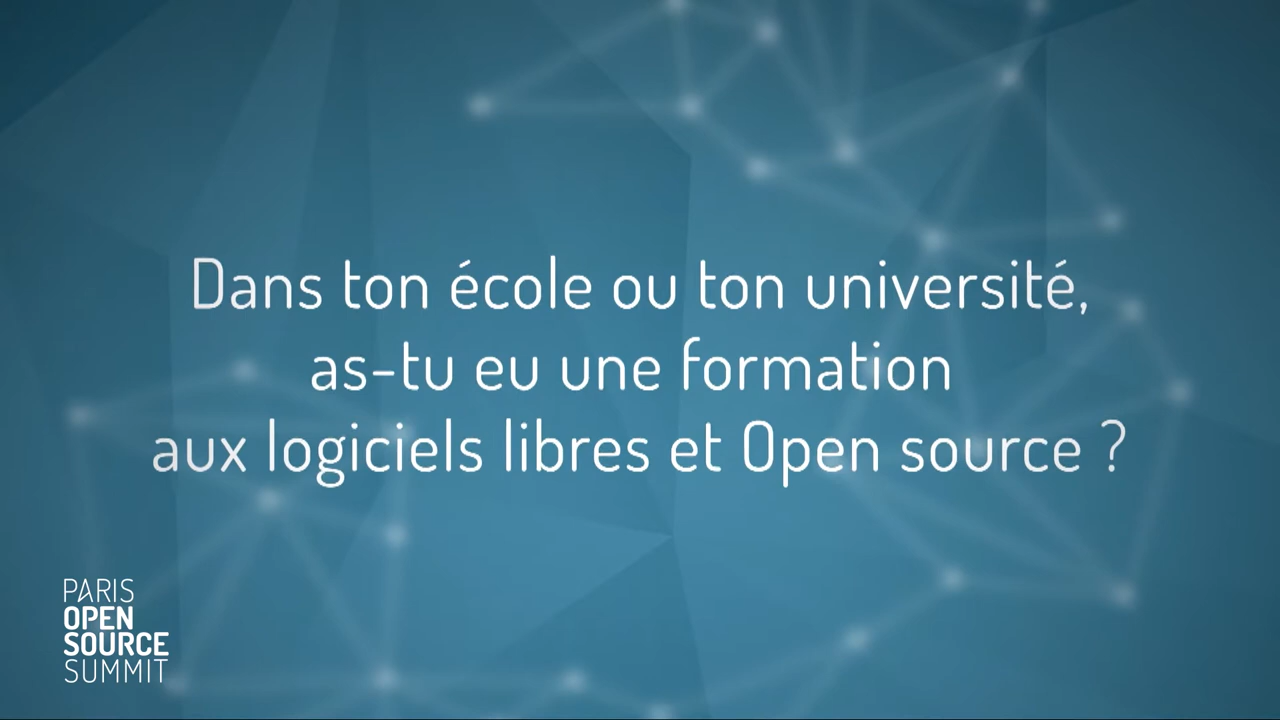 Dans ton école ou ton université,
as-tu eu une formation
aux logiciels libres et Open source ?
PARIS
OPEN
SOURCE
SUMMIT